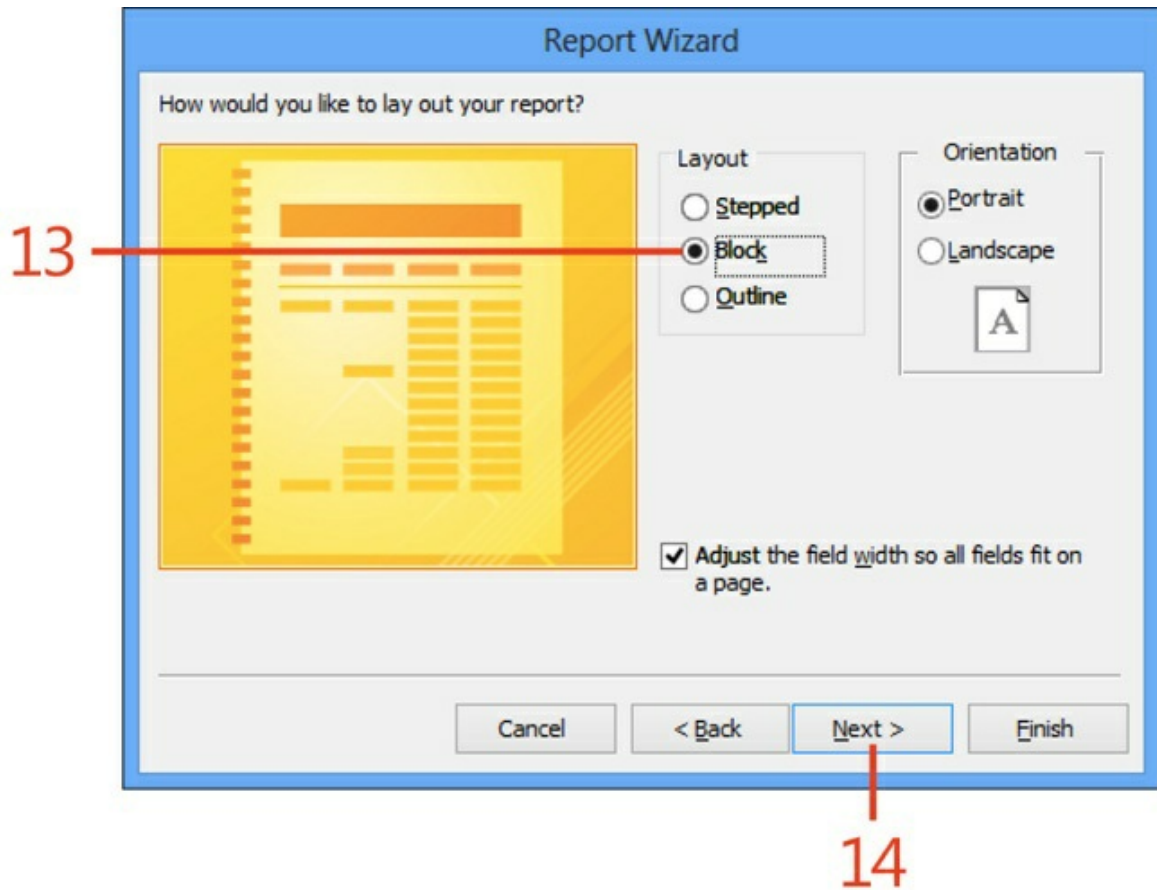 Report Wizard
How would you like to lay out your report?
Layout
Orientation
Stepped
Portrait
13
Block
Landscape
Outline
A
Adjust the field width so all fields fit on
a page.
Cancel
< Back
Next >
Finish
14